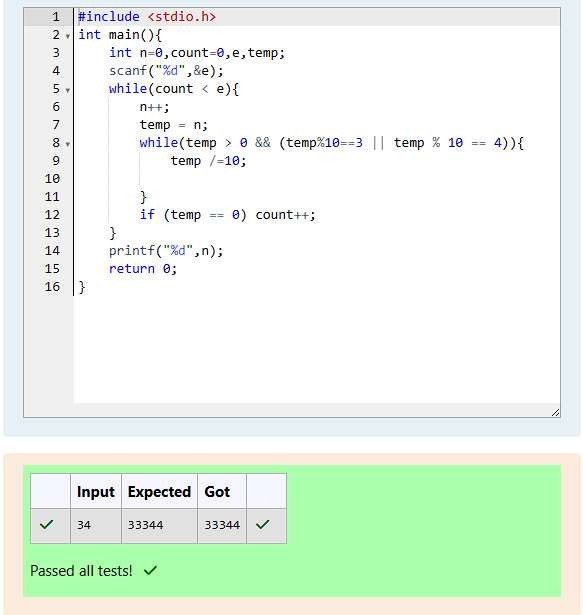 1 #include <stdio.h>
2 int main(){
3 int n=0,count=0,e,temp;
4 scanf("%d",&e);
5 while(count < e){
6 n++;
7 temp = n;
8 while(temp > 0 && (temp%10==3 || temp % 10 == 4)){
9 temp /=10;
10
11 }
12 if (temp == 0) count++;
13 }
14 printf("%d",n);
15 return 0;
16 }
Input Expected Got
34 33344 33344
Passed all tests!